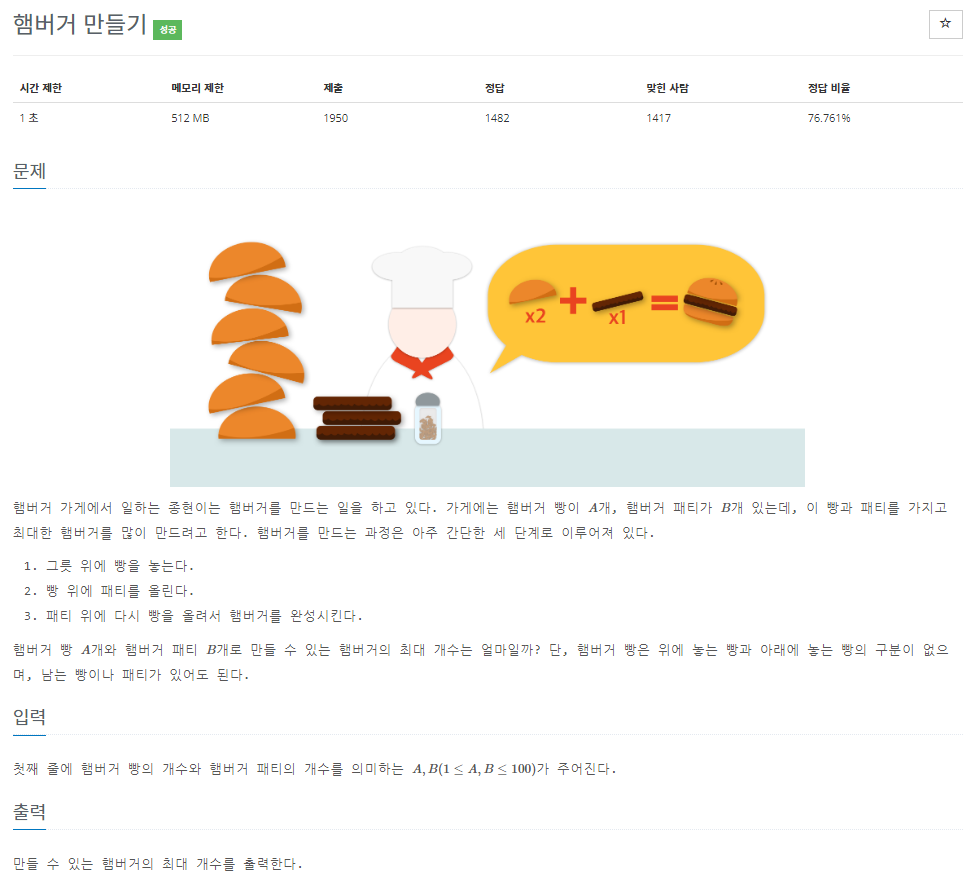 햄버거 만들기 성공
☆
시간 제한 메모리 제한 제출 정답 맞힌 사람 정답 비율
1 초 512 MB 1950 1482 1417 76.761%
문제
x2 + x1 =
햄버거 가게에서 일하는 종현이는 햄버거를 만드는 일을 하고 있다. 가게에는 햄버거 빵이 A개, 햄버거 패티가 B개 있는데, 이 빵과 패티를 가지고
최대한 햄버거를 많이 만드려고 한다. 햄버거를 만드는 과정은 아주 간단한 세 단계로 이루어져 있다.
1. 그릇 위에 빵을 놓는다.
2. 빵 위에 패티를 올린다.
3. 패티 위에 다시 빵을 올려서 햄버거를 완성시킨다.
햄버거 빵 A개와 햄버거 패티 B개로 만들 수 있는 햄버거의 최대 개수는 얼마일까? 단, 햄버거 빵은 위에 놓는 빵과 아래에 놓는 빵의 구분이 없으
며, 남는 빵이나 패티가 있어도 된다.
입력
첫째 줄에 햄버거 빵의 개수와 햄버거 패티의 개수를 의미하는 A, B(1 ≤ A, B ≤ 100)가 주어진다.
출력
만들 수 있는 햄버거의 최대 개수를 출력한다.